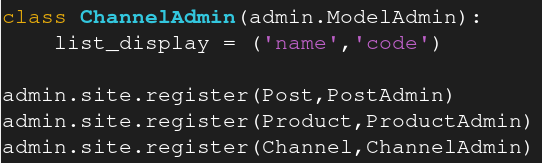 class ChannelAdmin(admin.ModelAdmin):
    list_display = ('name','code')

admin.site.register(Post,PostAdmin)
admin.site.register(Product,ProductAdmin)
admin.site.register(Channel,ChannelAdmin)